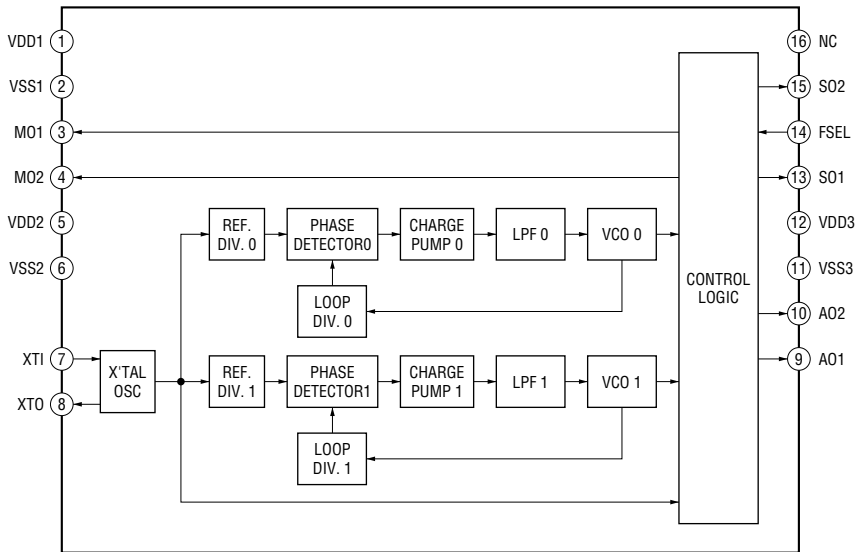 VDD1 1
VSS1 2
MO1 3
MO2 4
VDD2 5
VSS2 6
XTI 7
XTO 8
X'TAL
OSC
REF.
DIV. 0
PHASE
DETECTOR0
CHARGE
PUMP 0
LPF 0
VCO 0
LOOP
DIV. 0
REF.
DIV. 1
PHASE
DETECTOR1
CHARGE
PUMP 1
LPF 1
VCO 1
LOOP
DIV. 1
CONTROL
LOGIC
16 NC
15 SO2
14 FSEL
13 SO1
12 VDD3
11 VSS3
10 AO2
9 AO1